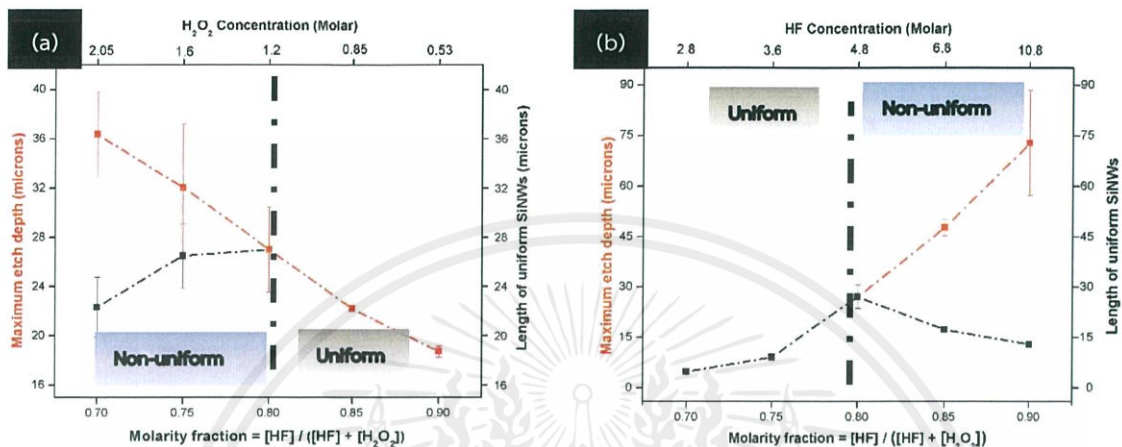 (a)
H₂O₂ Concentration (Molar)
2.05 1.6 1.2 0.85 0.53
Maximum etch depth (microns)
40
36
32
28
24
20
16
Length of uniform SiNWs (microns)
40
36
32
28
24
20
16
Non-uniform
Uniform
0.70 0.75 0.80 0.85 0.90
Molarity fraction = [HF] / ([HF] + [H₂O₂])
(b)
HF Concentration (Molar)
2.8 3.6 4.8 6.8 10.8
Maximum etch depth (microns)
90
75
60
45
30
15
0
Length of uniform SiNWs (microns)
90
75
60
45
30
15
0
Uniform
Non-uniform
0.70 0.75 0.80 0.85 0.90
Molarity fraction = [HF] / ([HF] + [H₂O₂])